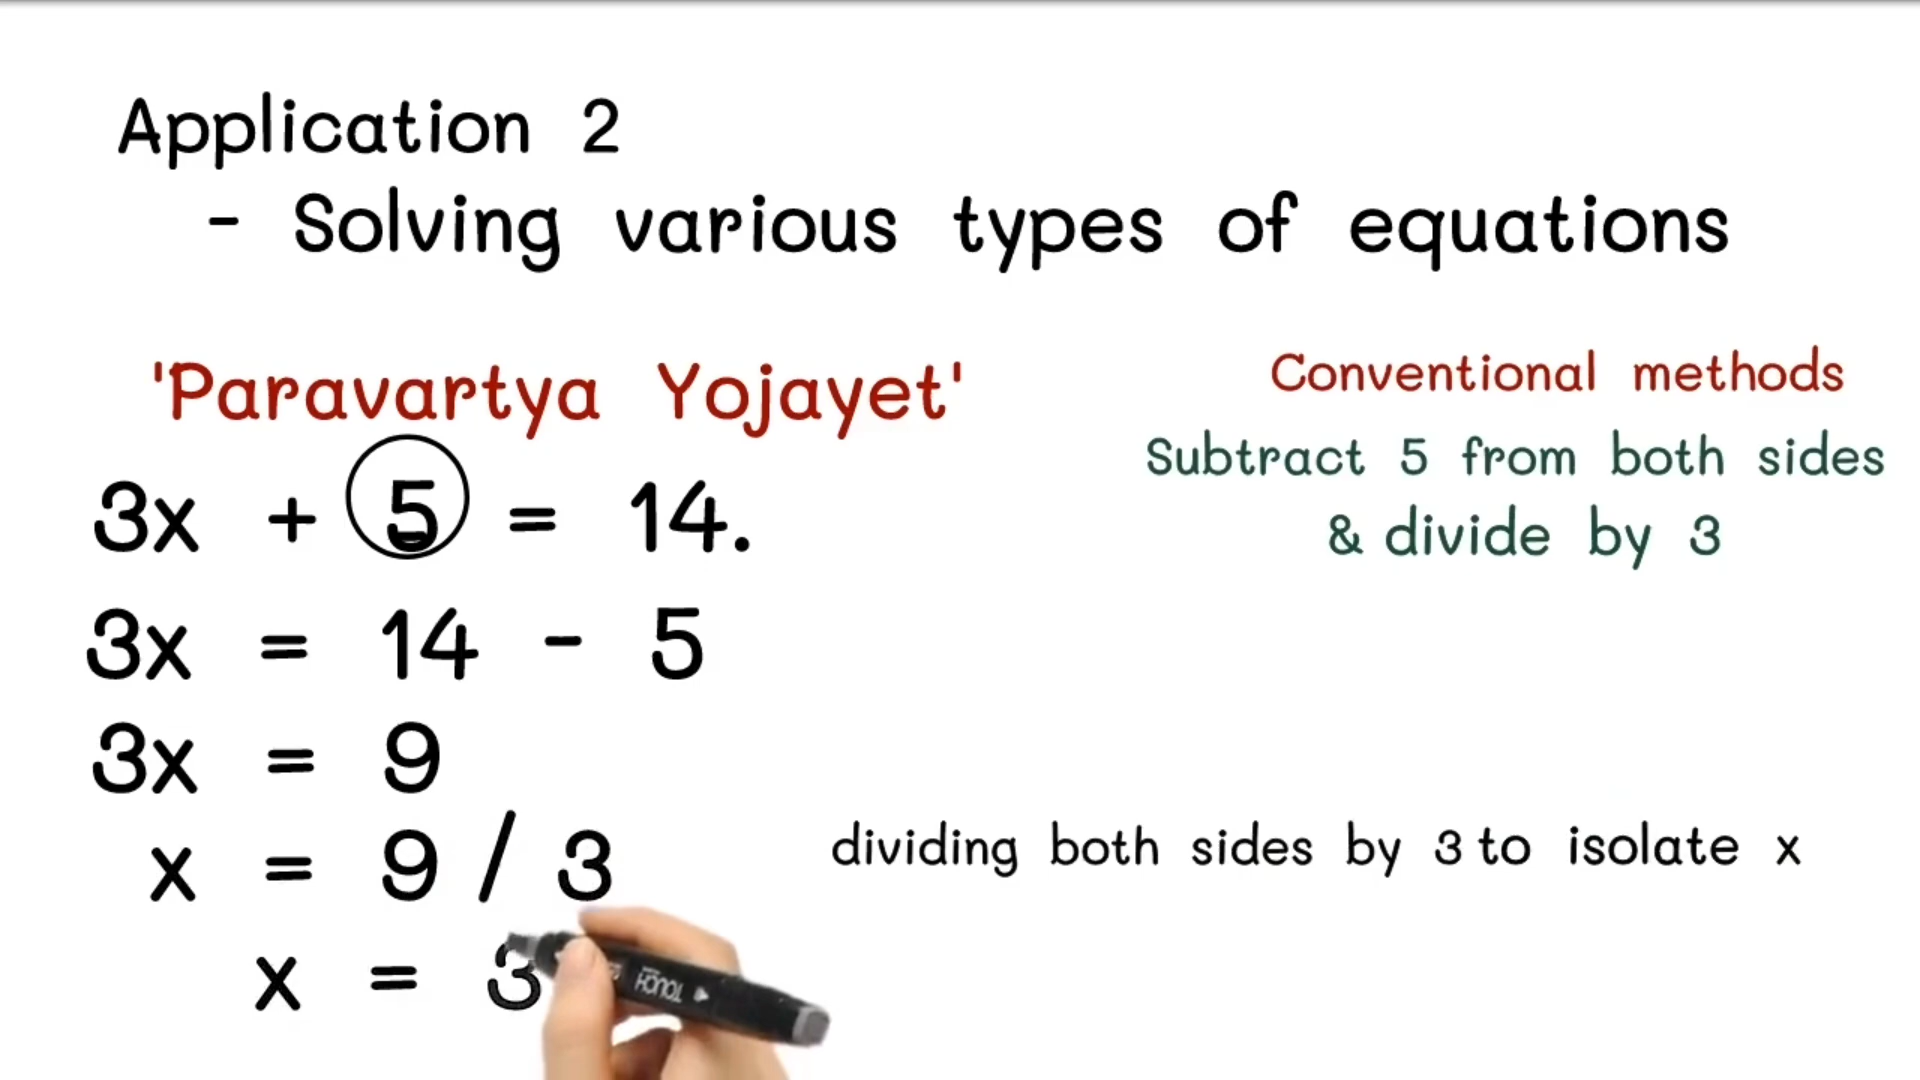 Application 2
- Solving various types of equations
'Paravartya Yojayet'
3x + 5 = 14.
3x = 14 - 5
3x = 9
x = 9 / 3
x = 3
Conventional methods
Subtract 5 from both sides
& divide by 3
dividing both sides by 3 to isolate x
TOUCH